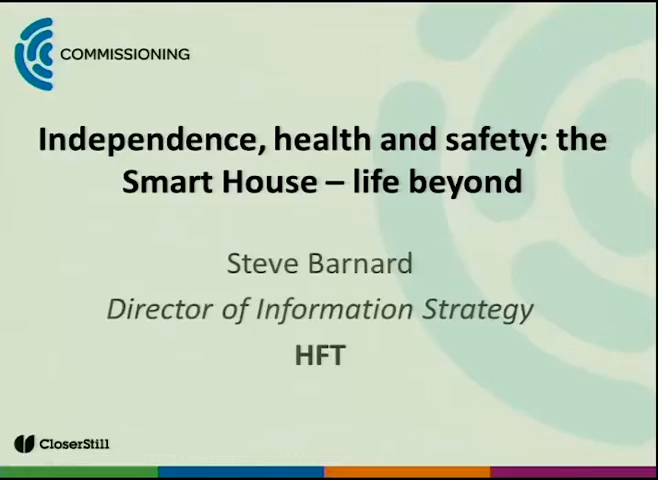 COMMISSIONING
Independence, health and safety: the
Smart House – life beyond
Steve Barnard
Director of Information Strategy
HFT
CloserStill